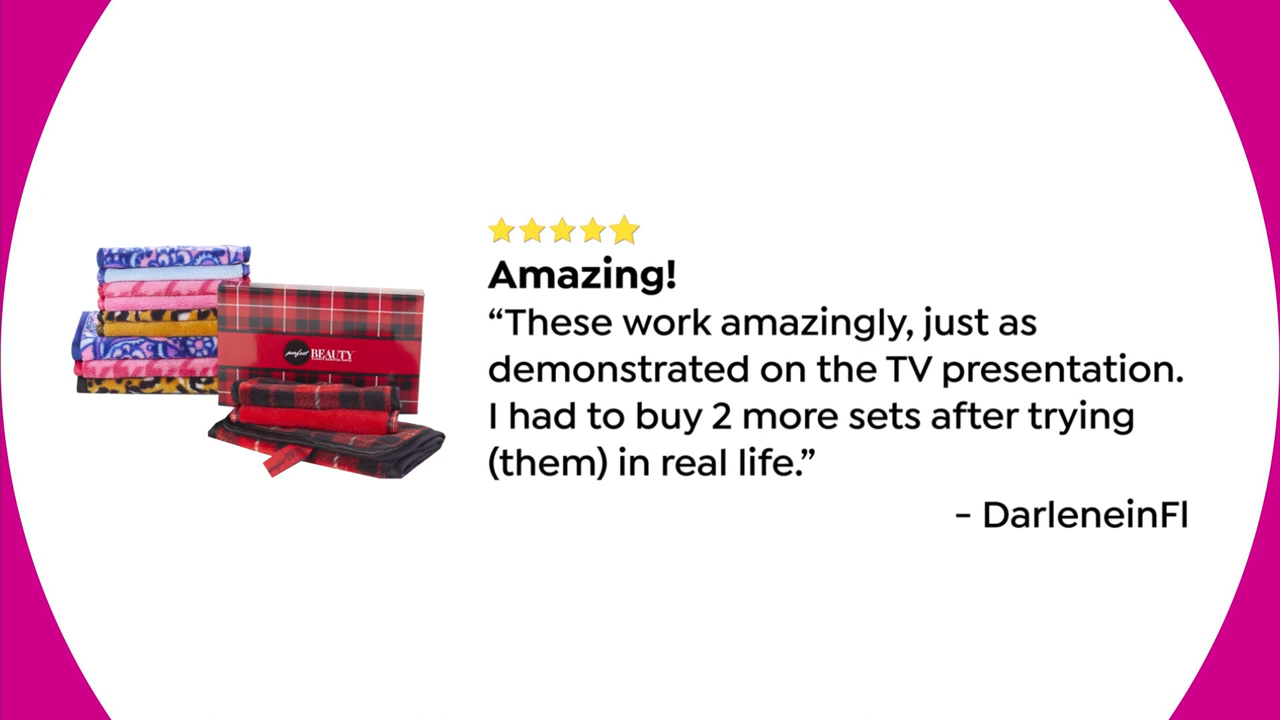 Amazing!
“These work amazingly, just as
demonstrated on the TV presentation.
I had to buy 2 more sets after trying
(them) in real life.”
- DarleneinFl
perfect BEAUTY